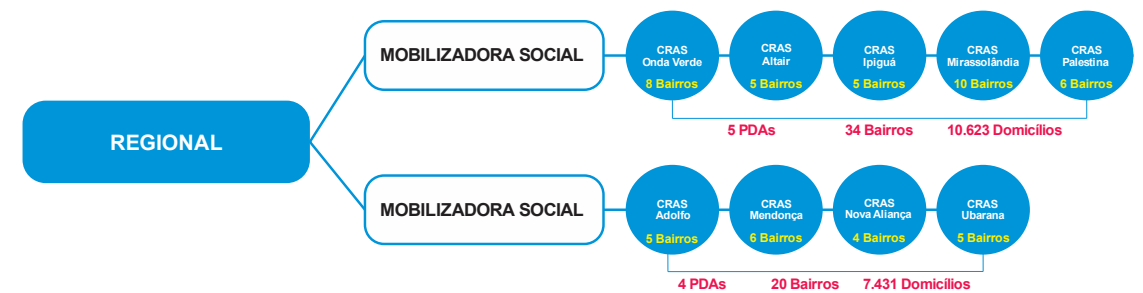 REGIONAL
MOBILIZADORA SOCIAL
CRAS
Onda Verde
8 Bairros
CRAS
Altair
5 Bairros
CRAS
Ipiguá
5 Bairros
CRAS
Mirassolândia
10 Bairros
CRAS
Palestina
6 Bairros
5 PDAs 34 Bairros 10.623 Domicílios
MOBILIZADORA SOCIAL
CRAS
Adolfo
5 Bairros
CRAS
Mendonça
6 Bairros
CRAS
Nova Aliança
4 Bairros
CRAS
Ubarana
5 Bairros
4 PDAs 20 Bairros 7.431 Domicílios